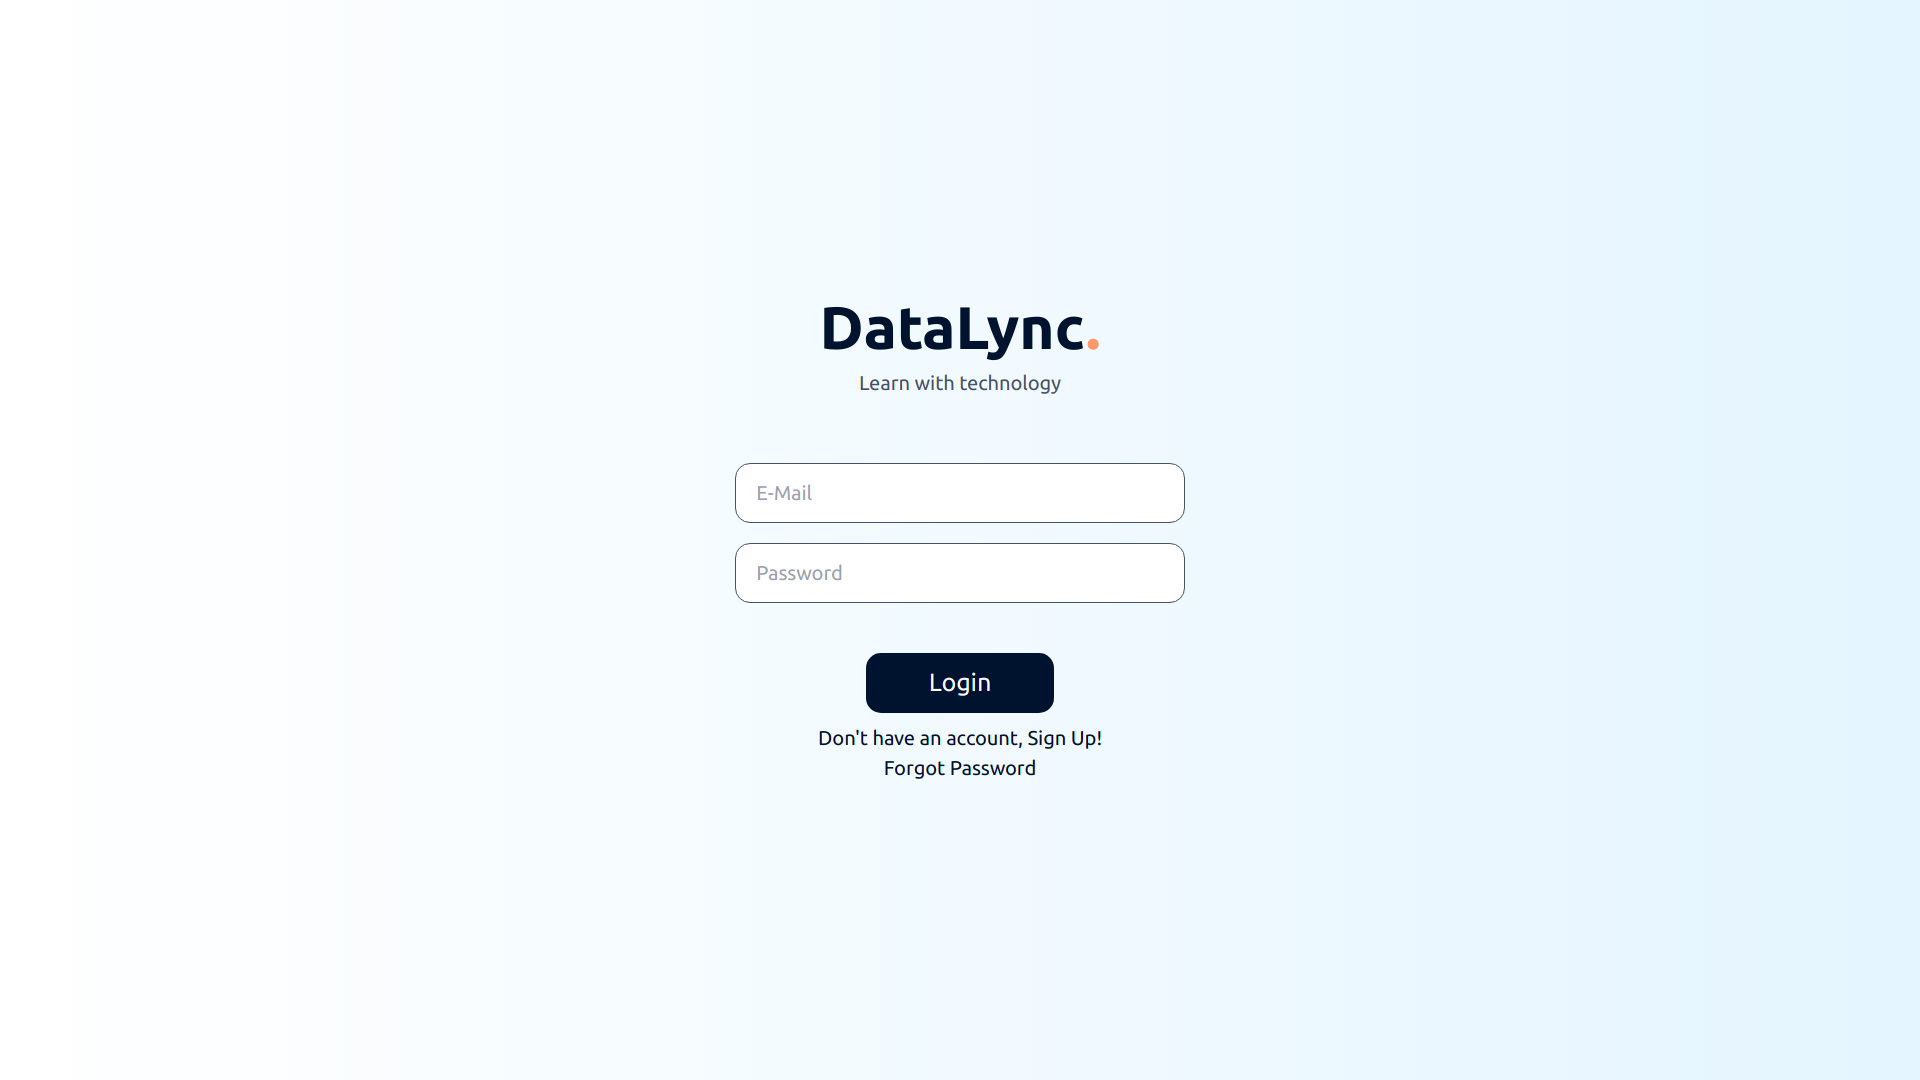 DataLync.
Learn with technology
E-Mail
Password
Login
Don't have an account, Sign Up!
Forgot Password